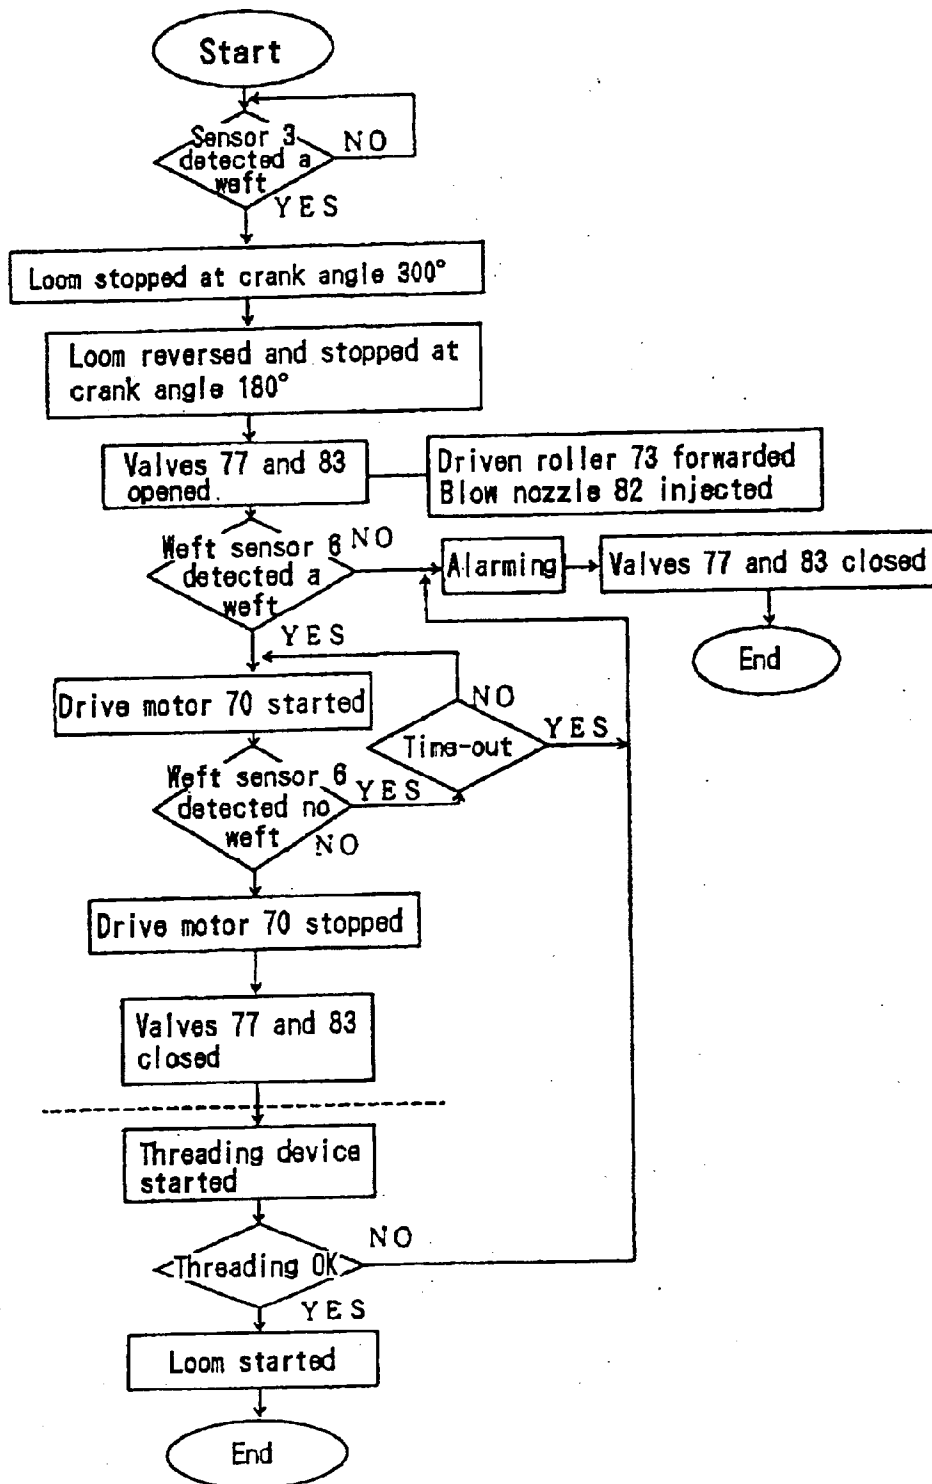 Start
Sensor 3
detected a
weft
NO
YES
Loom stopped at crank angle 300°
Loom reversed and stopped at
crank angle 180°
Valves 77 and 83
opened.
Driven roller 73 forwarded
Blow nozzle 82 injected
Weft sensor 6
detected a
weft
NO
Alarming
Valves 77 and 83 closed
YES
End
Drive motor 70 started
NO
Time-out
YES
Weft sensor 6
detected no
weft
YES
NO
Drive motor 70 stopped
Valves 77 and 83
closed
Threading device
started
Threading OK
NO
YES
Loom started
End